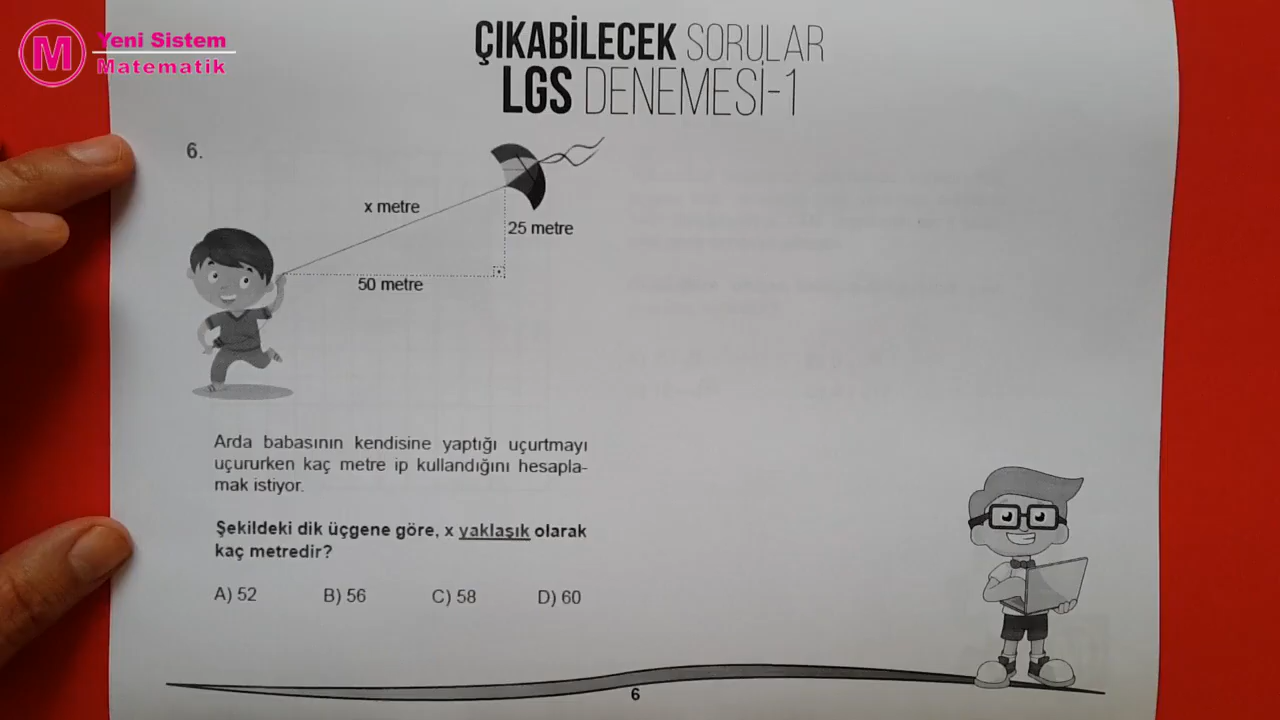 M
Yeni Sistem
Matematik
ÇIKABİLECEK SORULAR
LGS DENEMESİ-1
6.
x metre
25 metre
50 metre
Arda babasının kendisine yaptığı uçurtmayı
uçururken kaç metre ip kullandığını hesapla-
mak istiyor.
Şekildeki dik üçgene göre, x yaklaşık olarak
kaç metredir?
A) 52 B) 56 C) 58 D) 60
6